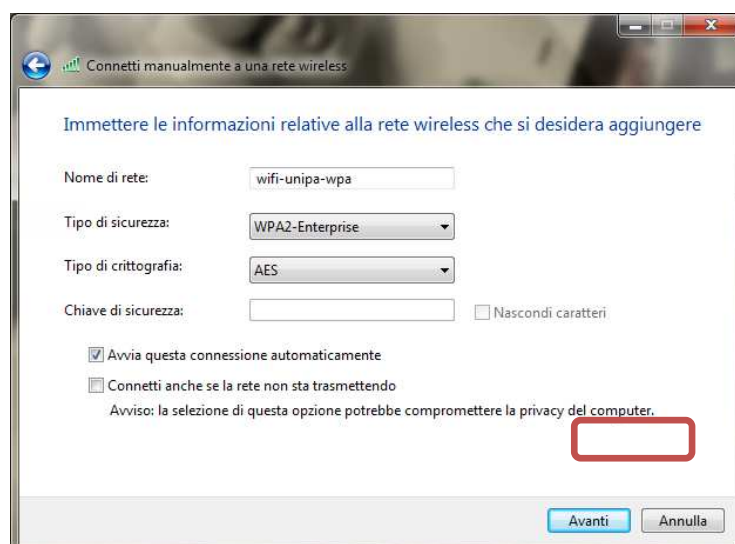 Connetti manualmente a una rete wireless
Immettere le informazioni relative alla rete wireless che si desidera aggiungere
Nome di rete: wifi-unipa-wpa
Tipo di sicurezza: WPA2-Enterprise
Tipo di crittografia: AES
Chiave di sicurezza: Nascondi caratteri
Avvia questa connessione automaticamente
Connetti anche se la rete non sta trasmettendo
Avviso: la selezione di questa opzione potrebbe compromettere la privacy del computer.
Avanti Annulla